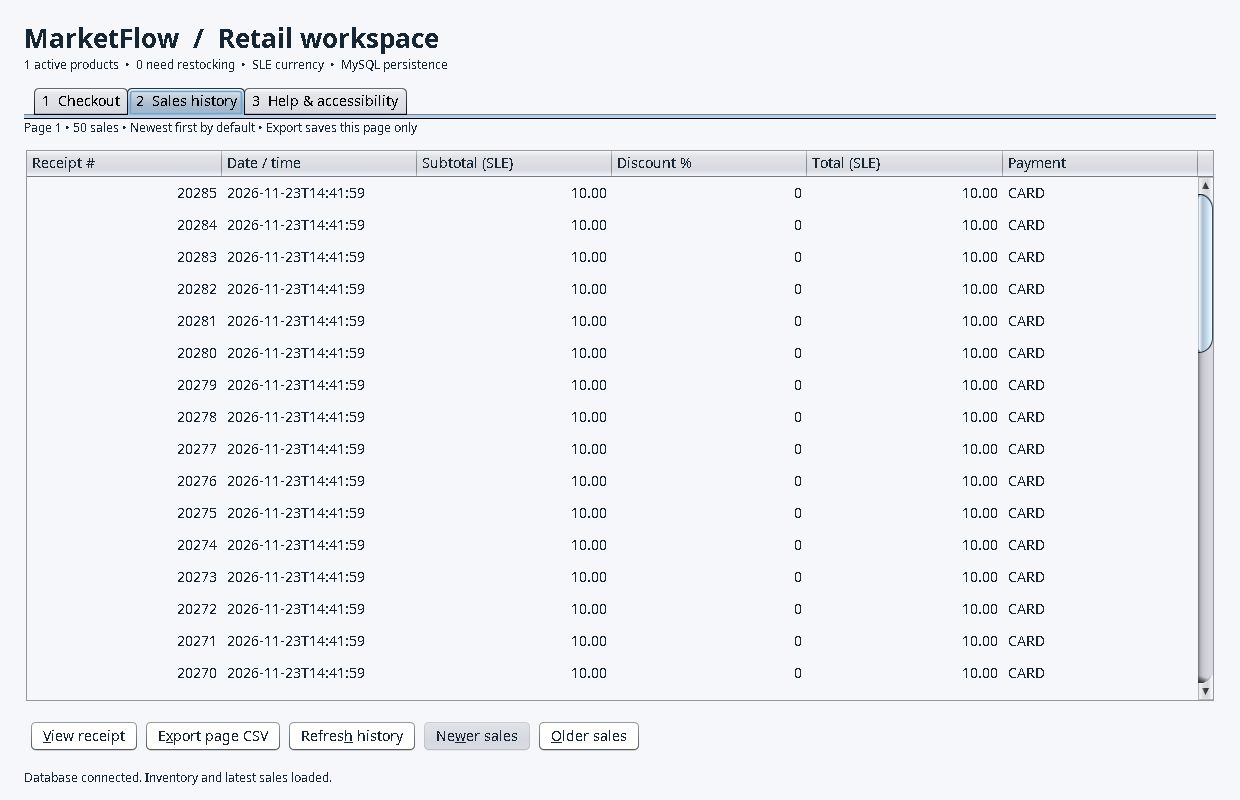 MarketFlow / Retail workspace
1 active products • 0 need restocking • SLE currency • MySQL persistence
1 Checkout 2 Sales history 3 Help & accessibility
Page 1 • 50 sales • Newest first by default • Export saves this page only
Receipt # Date / time Subtotal (SLE) Discount % Total (SLE) Payment
20285 2026-11-23T14:41:59 10.00 0 10.00 CARD
20284 2026-11-23T14:41:59 10.00 0 10.00 CARD
20283 2026-11-23T14:41:59 10.00 0 10.00 CARD
20282 2026-11-23T14:41:59 10.00 0 10.00 CARD
20281 2026-11-23T14:41:59 10.00 0 10.00 CARD
20280 2026-11-23T14:41:59 10.00 0 10.00 CARD
20279 2026-11-23T14:41:59 10.00 0 10.00 CARD
20278 2026-11-23T14:41:59 10.00 0 10.00 CARD
20277 2026-11-23T14:41:59 10.00 0 10.00 CARD
20276 2026-11-23T14:41:59 10.00 0 10.00 CARD
20275 2026-11-23T14:41:59 10.00 0 10.00 CARD
20274 2026-11-23T14:41:59 10.00 0 10.00 CARD
20273 2026-11-23T14:41:59 10.00 0 10.00 CARD
20272 2026-11-23T14:41:59 10.00 0 10.00 CARD
20271 2026-11-23T14:41:59 10.00 0 10.00 CARD
20270 2026-11-23T14:41:59 10.00 0 10.00 CARD
View receipt Export page CSV Refresh history Newer sales Older sales
Database connected. Inventory and latest sales loaded.